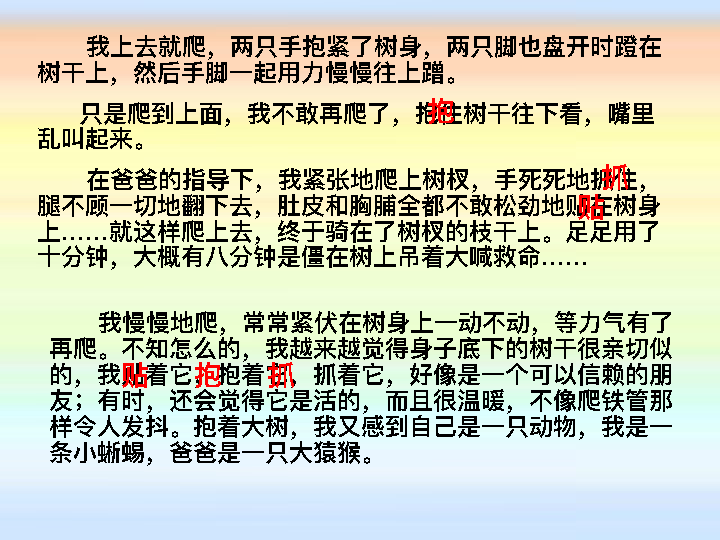 我上去就爬，两只手抱紧了树身，两只脚也盘开时蹬在
树干上，然后手脚一起用力慢慢往上蹭。
只是爬到上面，我不敢再爬了，抱住树干往下看，嘴里
乱叫起来。
在爸爸的指导下，我紧张地爬上树杈，手死死地抓住，
腿不顾一切地翻下去，肚皮和胸脯全都不敢松劲地贴在树身
上……就这样爬上去，终于骑在了树杈的枝干上。足足用了
十分钟，大概有八分钟是僵在树上吊着大喊救命……
我慢慢地爬，常常紧伏在树身上一动不动，等力气有了
再爬。不知怎么的，我越来越觉得身子底下的树干很亲切似
的，我贴着它，抱着它，抓着它，好像是一个可以信赖的朋
友；有时，还会觉得它是活的，而且很温暖，不像爬铁管那
样令人发抖。抱着大树，我又感到自己是一只动物，我是一
条小蜥蜴，爸爸是一只大猿猴。